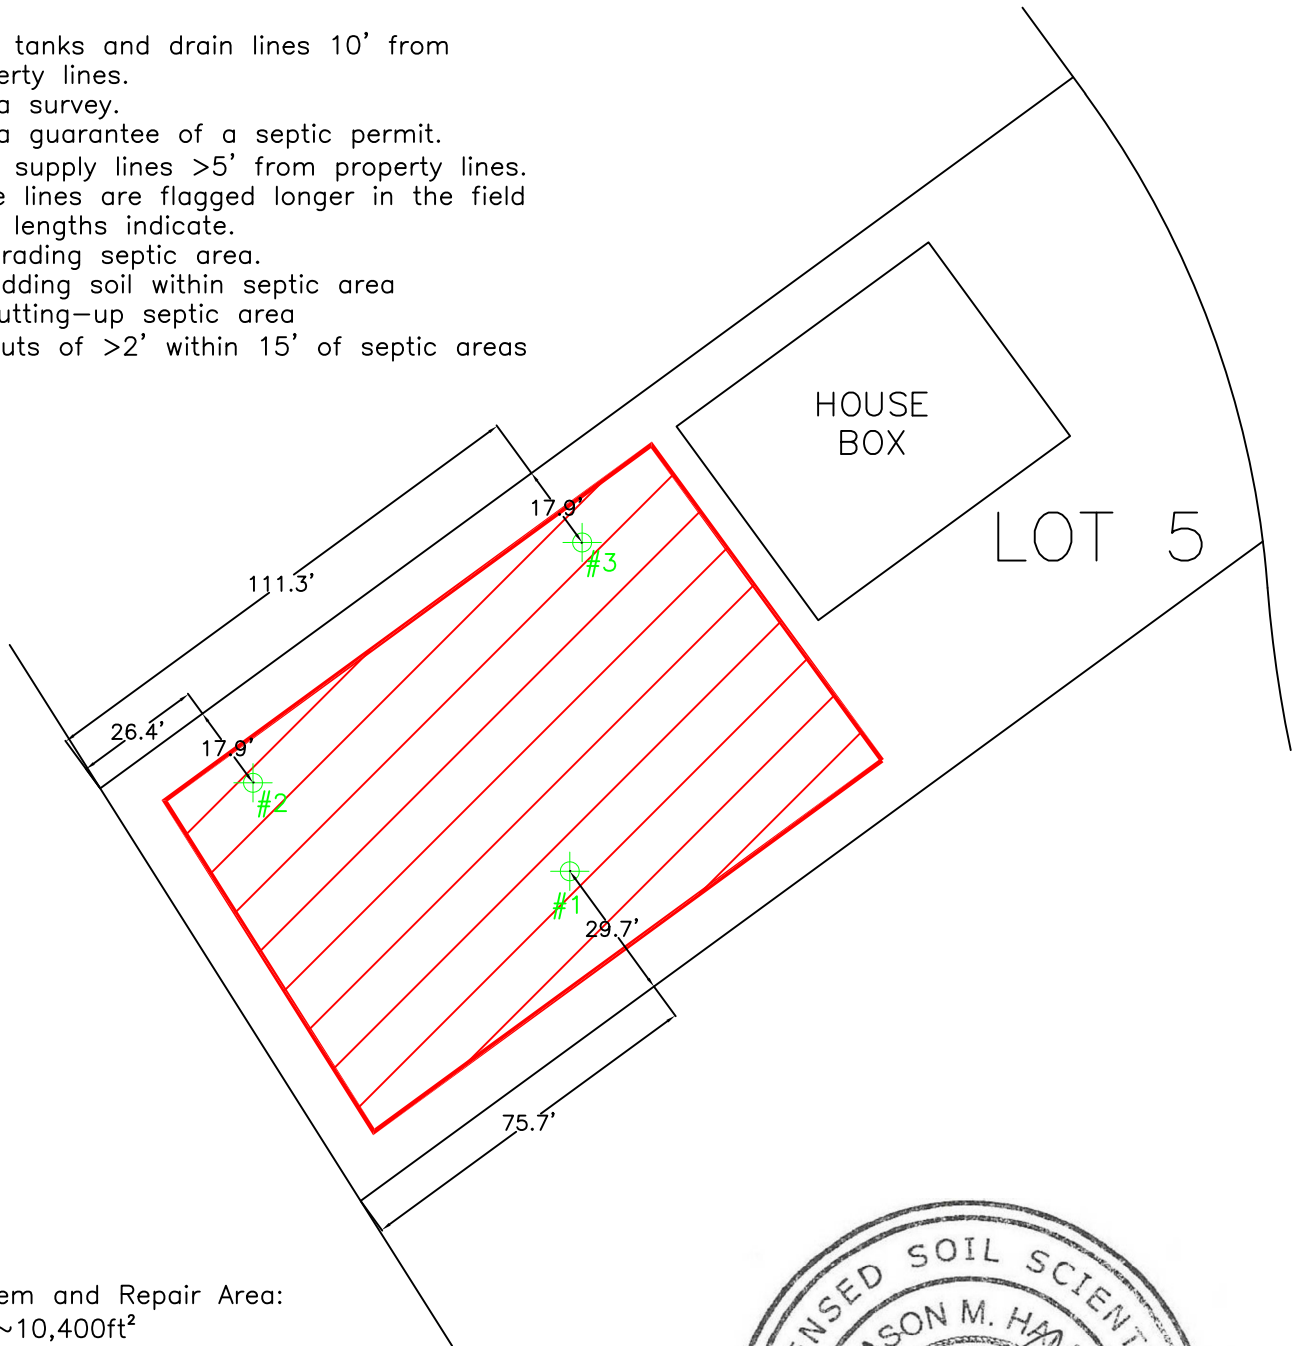 tanks and drain lines 10' from
erty lines.
a survey.
a guarantee of a septic permit.
supply lines >5' from property lines.
e lines are flagged longer in the field
lengths indicate.
rading septic area.
dding soil within septic area
utting-up septic area
uts of >2' within 15' of septic areas
HOUSE
BOX
LOT 5
17.9'
#3
111.3'
26.4'
17.9'
#2
#1
29.7'
75.7'
em and Repair Area:
~10,400ft²
NSED SOIL SCIENT
ASON M. HA